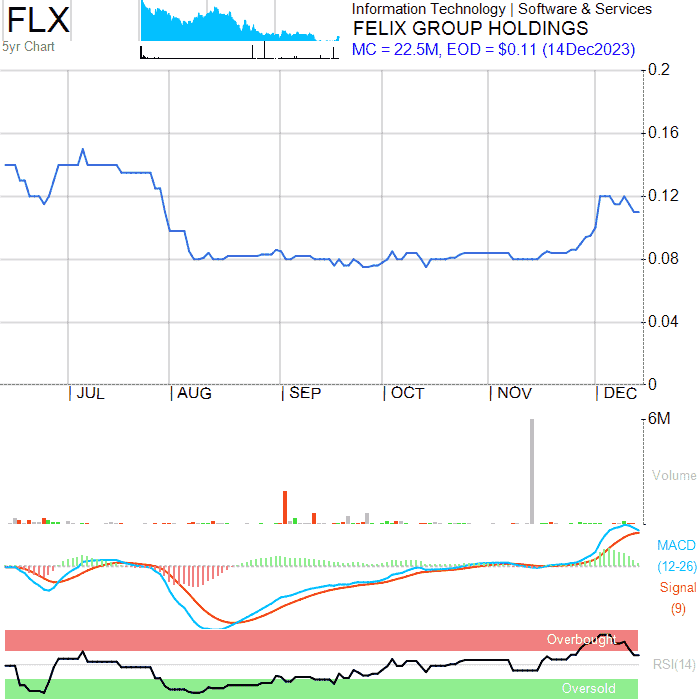 FLX
5yr Chart
Information Technology | Software & Services
FELIX GROUP HOLDINGS
MC = 22.5M, EOD = $0.11 (14Dec2023)
0.2
0.16
0.12
0.08
0.04
0
JUL
AUG
SEP
OCT
NOV
DEC
6M
Volume
MACD
(12-26)
Signal
(9)
Overbought
RSI(14)
Oversold